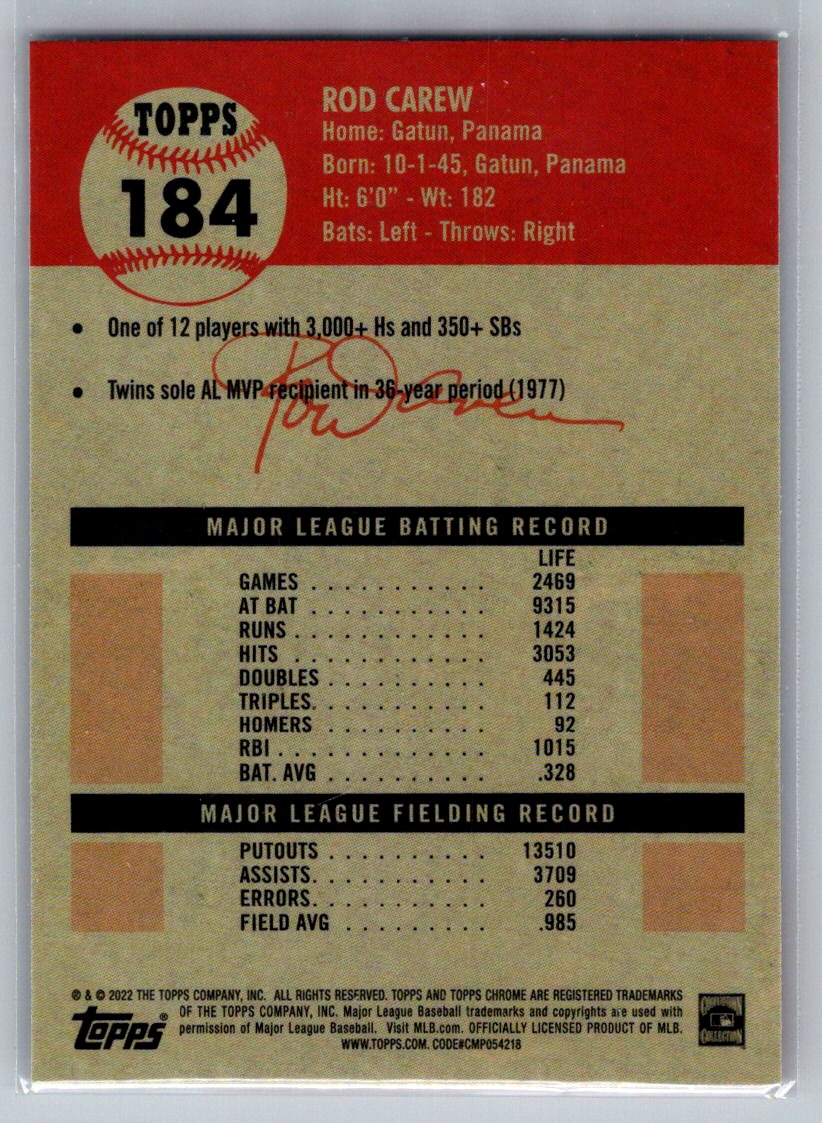 TOPPS
184
ROD CAREW
Home: Gatun, Panama
Born: 10-1-45, Gatun, Panama
Ht: 6'0" - Wt: 182
Bats: Left - Throws: Right
• One of 12 players with 3,000+ Hs and 350+ SBs
• Twins sole AL MVP recipient in 36-year period (1977)
Rod Carew
MAJOR LEAGUE BATTING RECORD
LIFE
GAMES . . . . . . . . . . . 2469
AT BAT . . . . . . . . . . . 9315
RUNS . . . . . . . . . . . . 1424
HITS . . . . . . . . . . . . 3053
DOUBLES . . . . . . . . . . 445
TRIPLES. . . . . . . . . . . 112
HOMERS . . . . . . . . . . 92
RBI . . . . . . . . . . . . . 1015
BAT. AVG . . . . . . . . . . .328
MAJOR LEAGUE FIELDING RECORD
PUTOUTS . . . . . . . . . . 13510
ASSISTS. . . . . . . . . . . 3709
ERRORS. . . . . . . . . . . 260
FIELD AVG . . . . . . . . . .985
® & © 2022 THE TOPPS COMPANY, INC. ALL RIGHTS RESERVED. TOPPS AND TOPPS CHROME ARE REGISTERED TRADEMARKS
OF THE TOPPS COMPANY, INC. Major League Baseball trademarks and copyrights are used with
permission of Major League Baseball. Visit MLB.com. OFFICIALLY LICENSED PRODUCT OF MLB.
WWW.TOPPS.COM. CODE#CMP054218
Topps®
COOPERSTOWN
COLLECTION